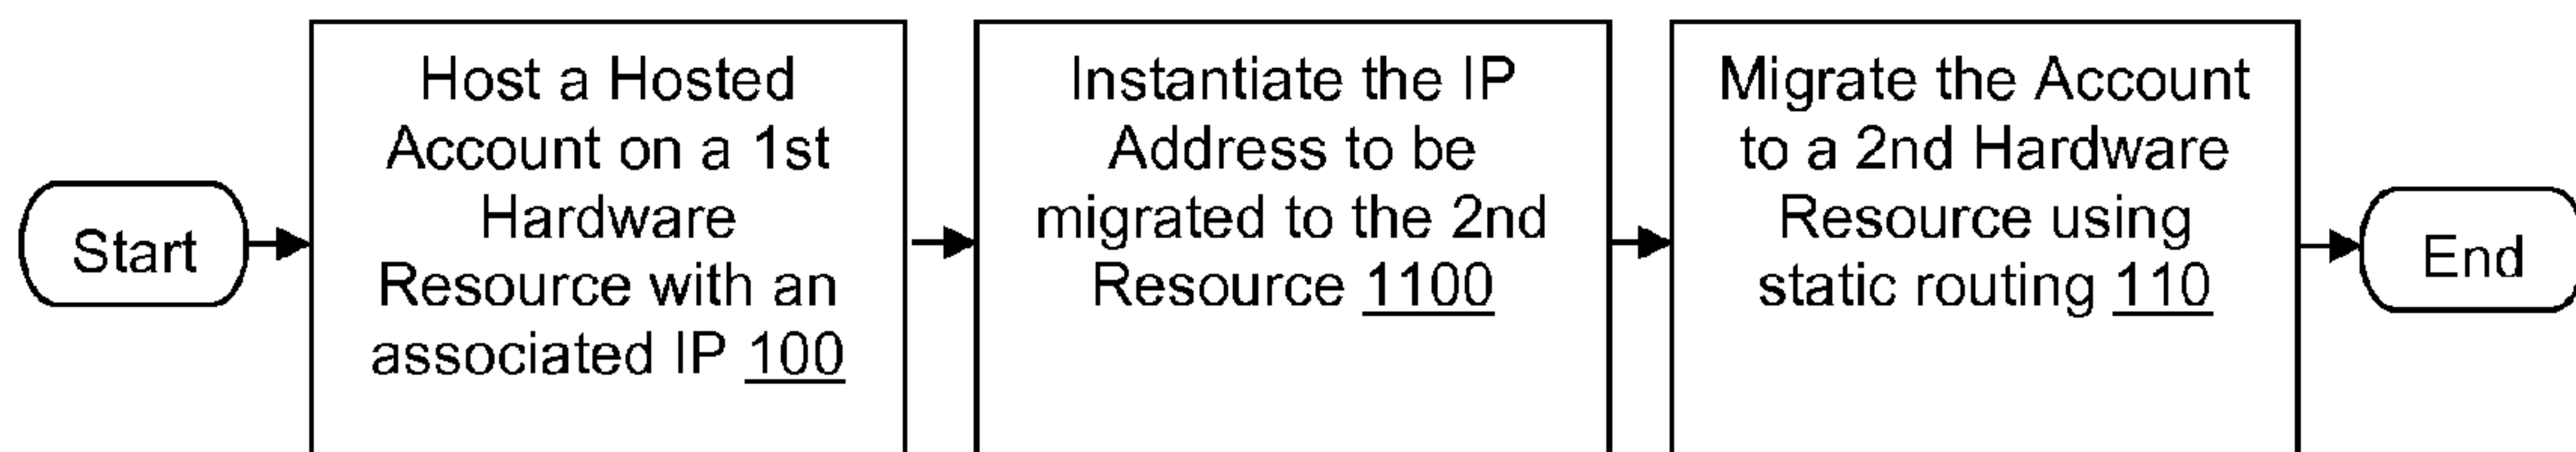 Start
Host a Hosted
Account on a 1st
Hardware
Resource with an
associated IP 100
Instantiate the IP
Address to be
migrated to the 2nd
Resource 1100
Migrate the Account
to a 2nd Hardware
Resource using
static routing 110
End